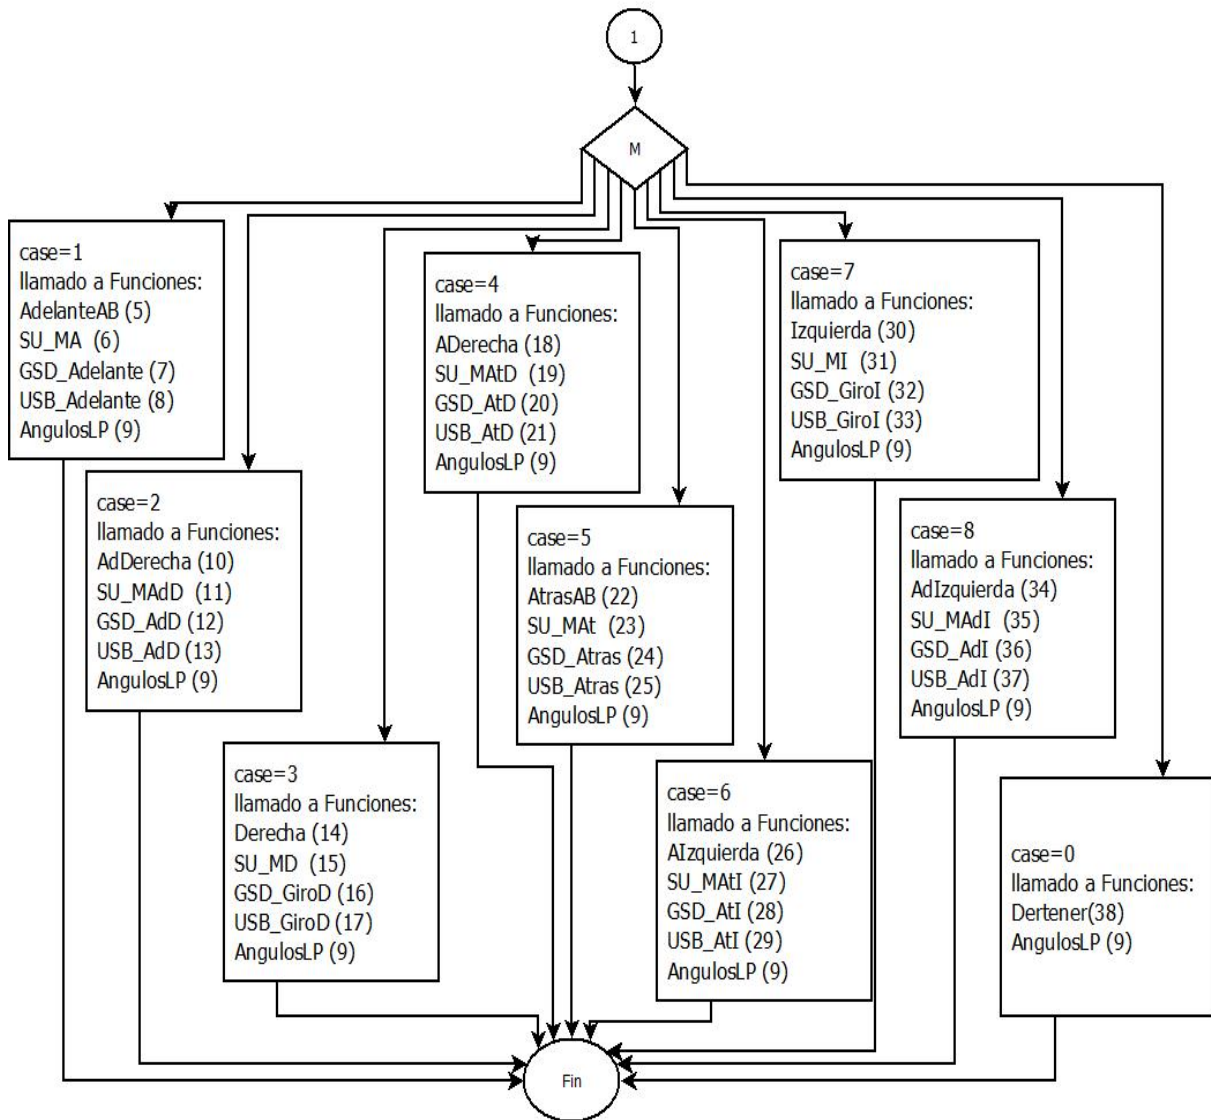 1
M
case=1
llamado a Funciones:
AdelanteAB (5)
SU_MA (6)
GSD_Adelante (7)
USB_Adelante (8)
AngulosLP (9)
case=2
llamado a Funciones:
AdDerecha (10)
SU_MAdD (11)
GSD_AdD (12)
USB_AdD (13)
AngulosLP (9)
case=3
llamado a Funciones:
Derecha (14)
SU_MD (15)
GSD_GiroD (16)
USB_GiroD (17)
AngulosLP (9)
case=4
llamado a Funciones:
ADerecha (18)
SU_MAtD (19)
GSD_AtD (20)
USB_AtD (21)
AngulosLP (9)
case=5
llamado a Funciones:
AtrasAB (22)
SU_MAt (23)
GSD_Atras (24)
USB_Atras (25)
AngulosLP (9)
case=6
llamado a Funciones:
AIzquierda (26)
SU_MAtI (27)
GSD_AtI (28)
USB_AtI (29)
AngulosLP (9)
case=7
llamado a Funciones:
Izquierda (30)
SU_MI (31)
GSD_GiroI (32)
USB_GiroI (33)
AngulosLP (9)
case=8
llamado a Funciones:
AdIzquierda (34)
SU_MAdI (35)
GSD_AdI (36)
USB_AdI (37)
AngulosLP (9)
case=0
llamado a Funciones:
Dertener(38)
AngulosLP (9)
Fin